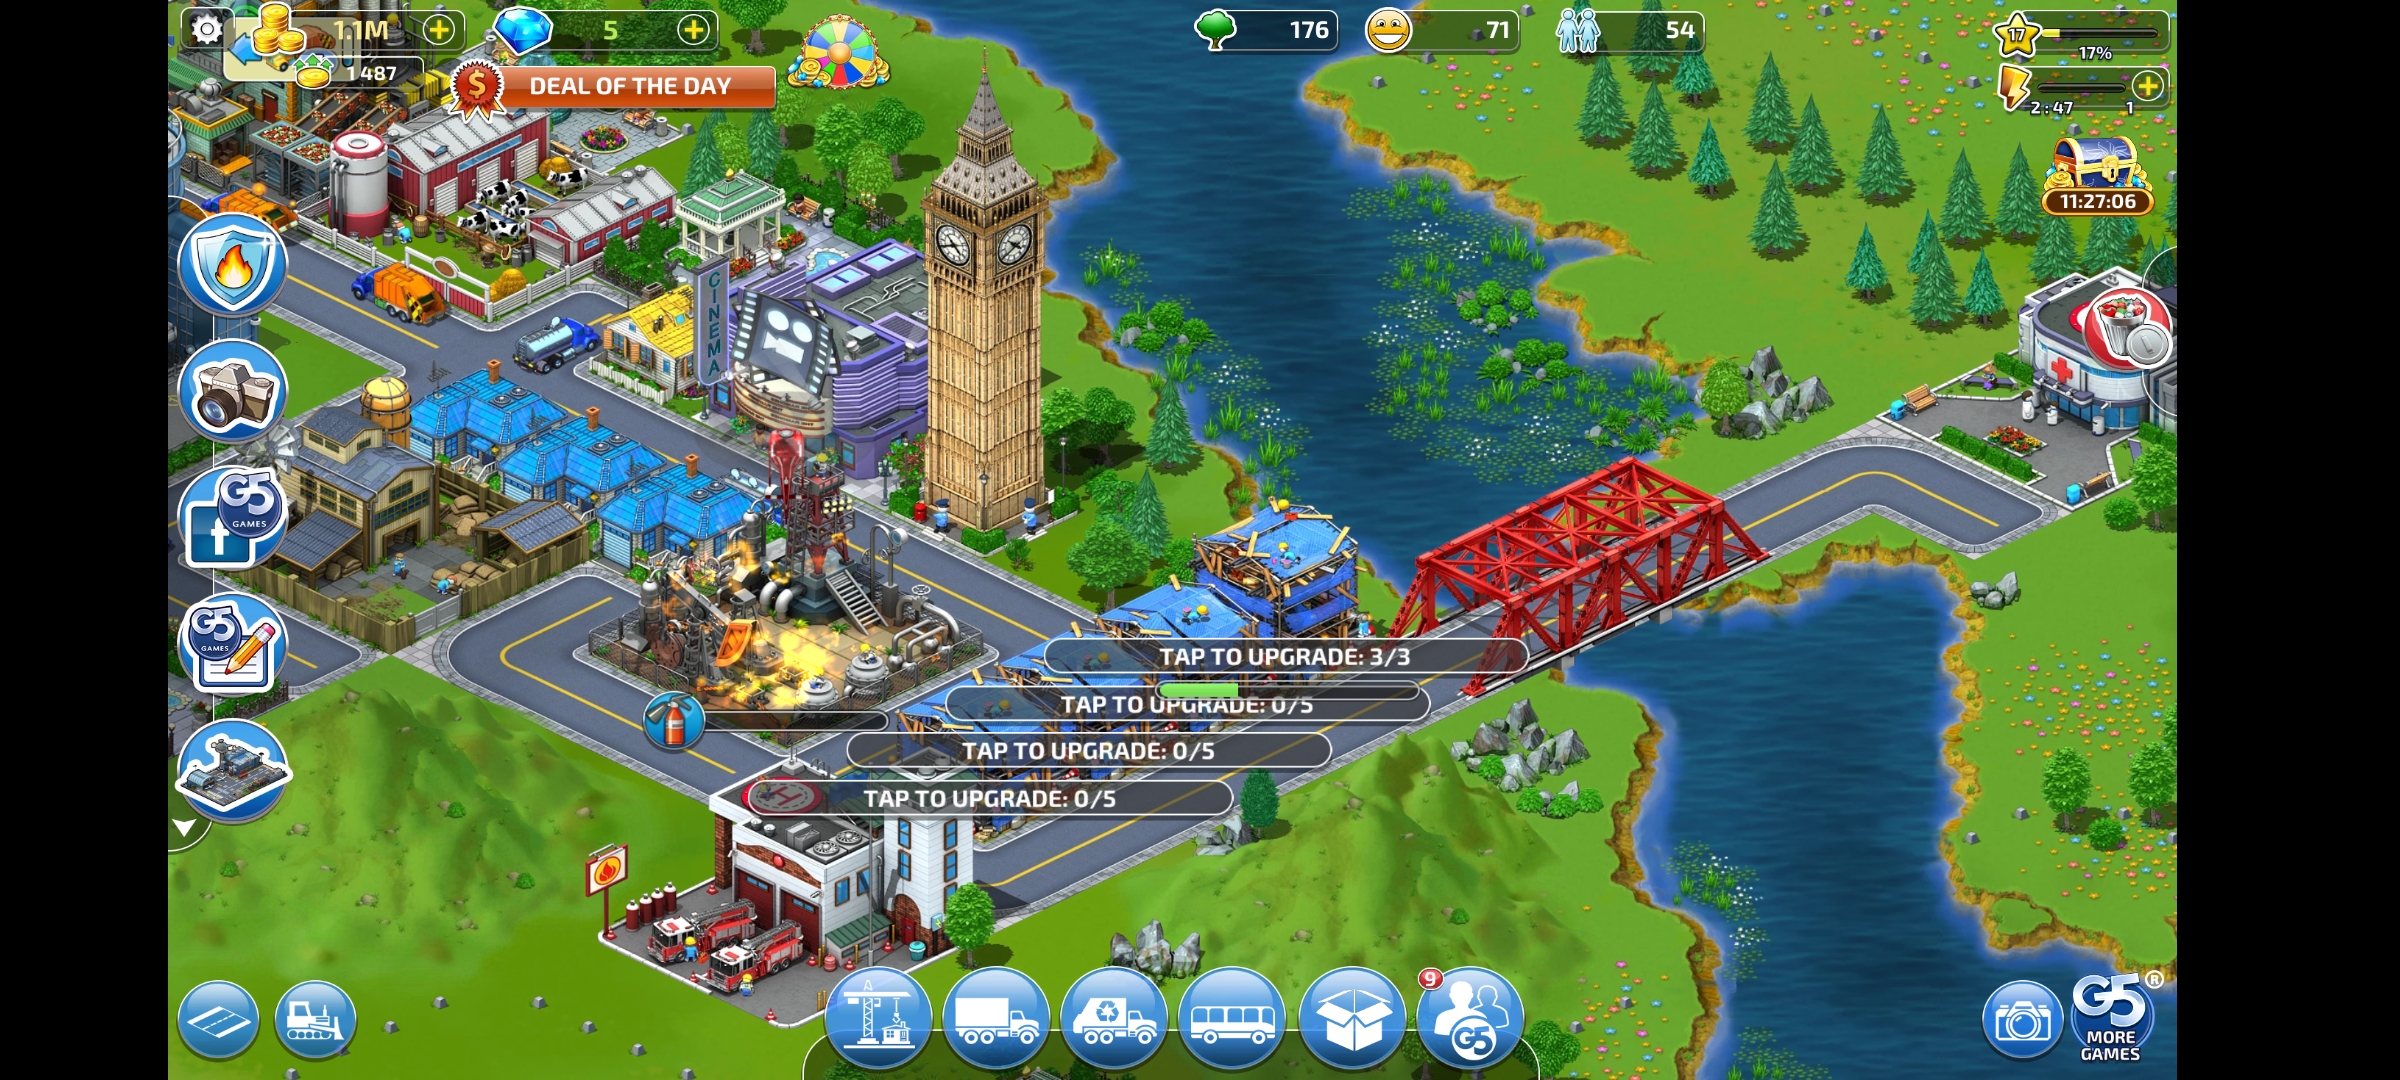 1.1M
5
176
71
54
17
17%
1 487
DEAL OF THE DAY
2:47
1
11:27:06
CINEMA
G5
GAMES
f
G5
GAMES
TAP TO UPGRADE: 3/3
TAP TO UPGRADE: 0/5
TAP TO UPGRADE: 0/5
TAP TO UPGRADE: 0/5
H
9
G5
G5®
MORE
GAMES